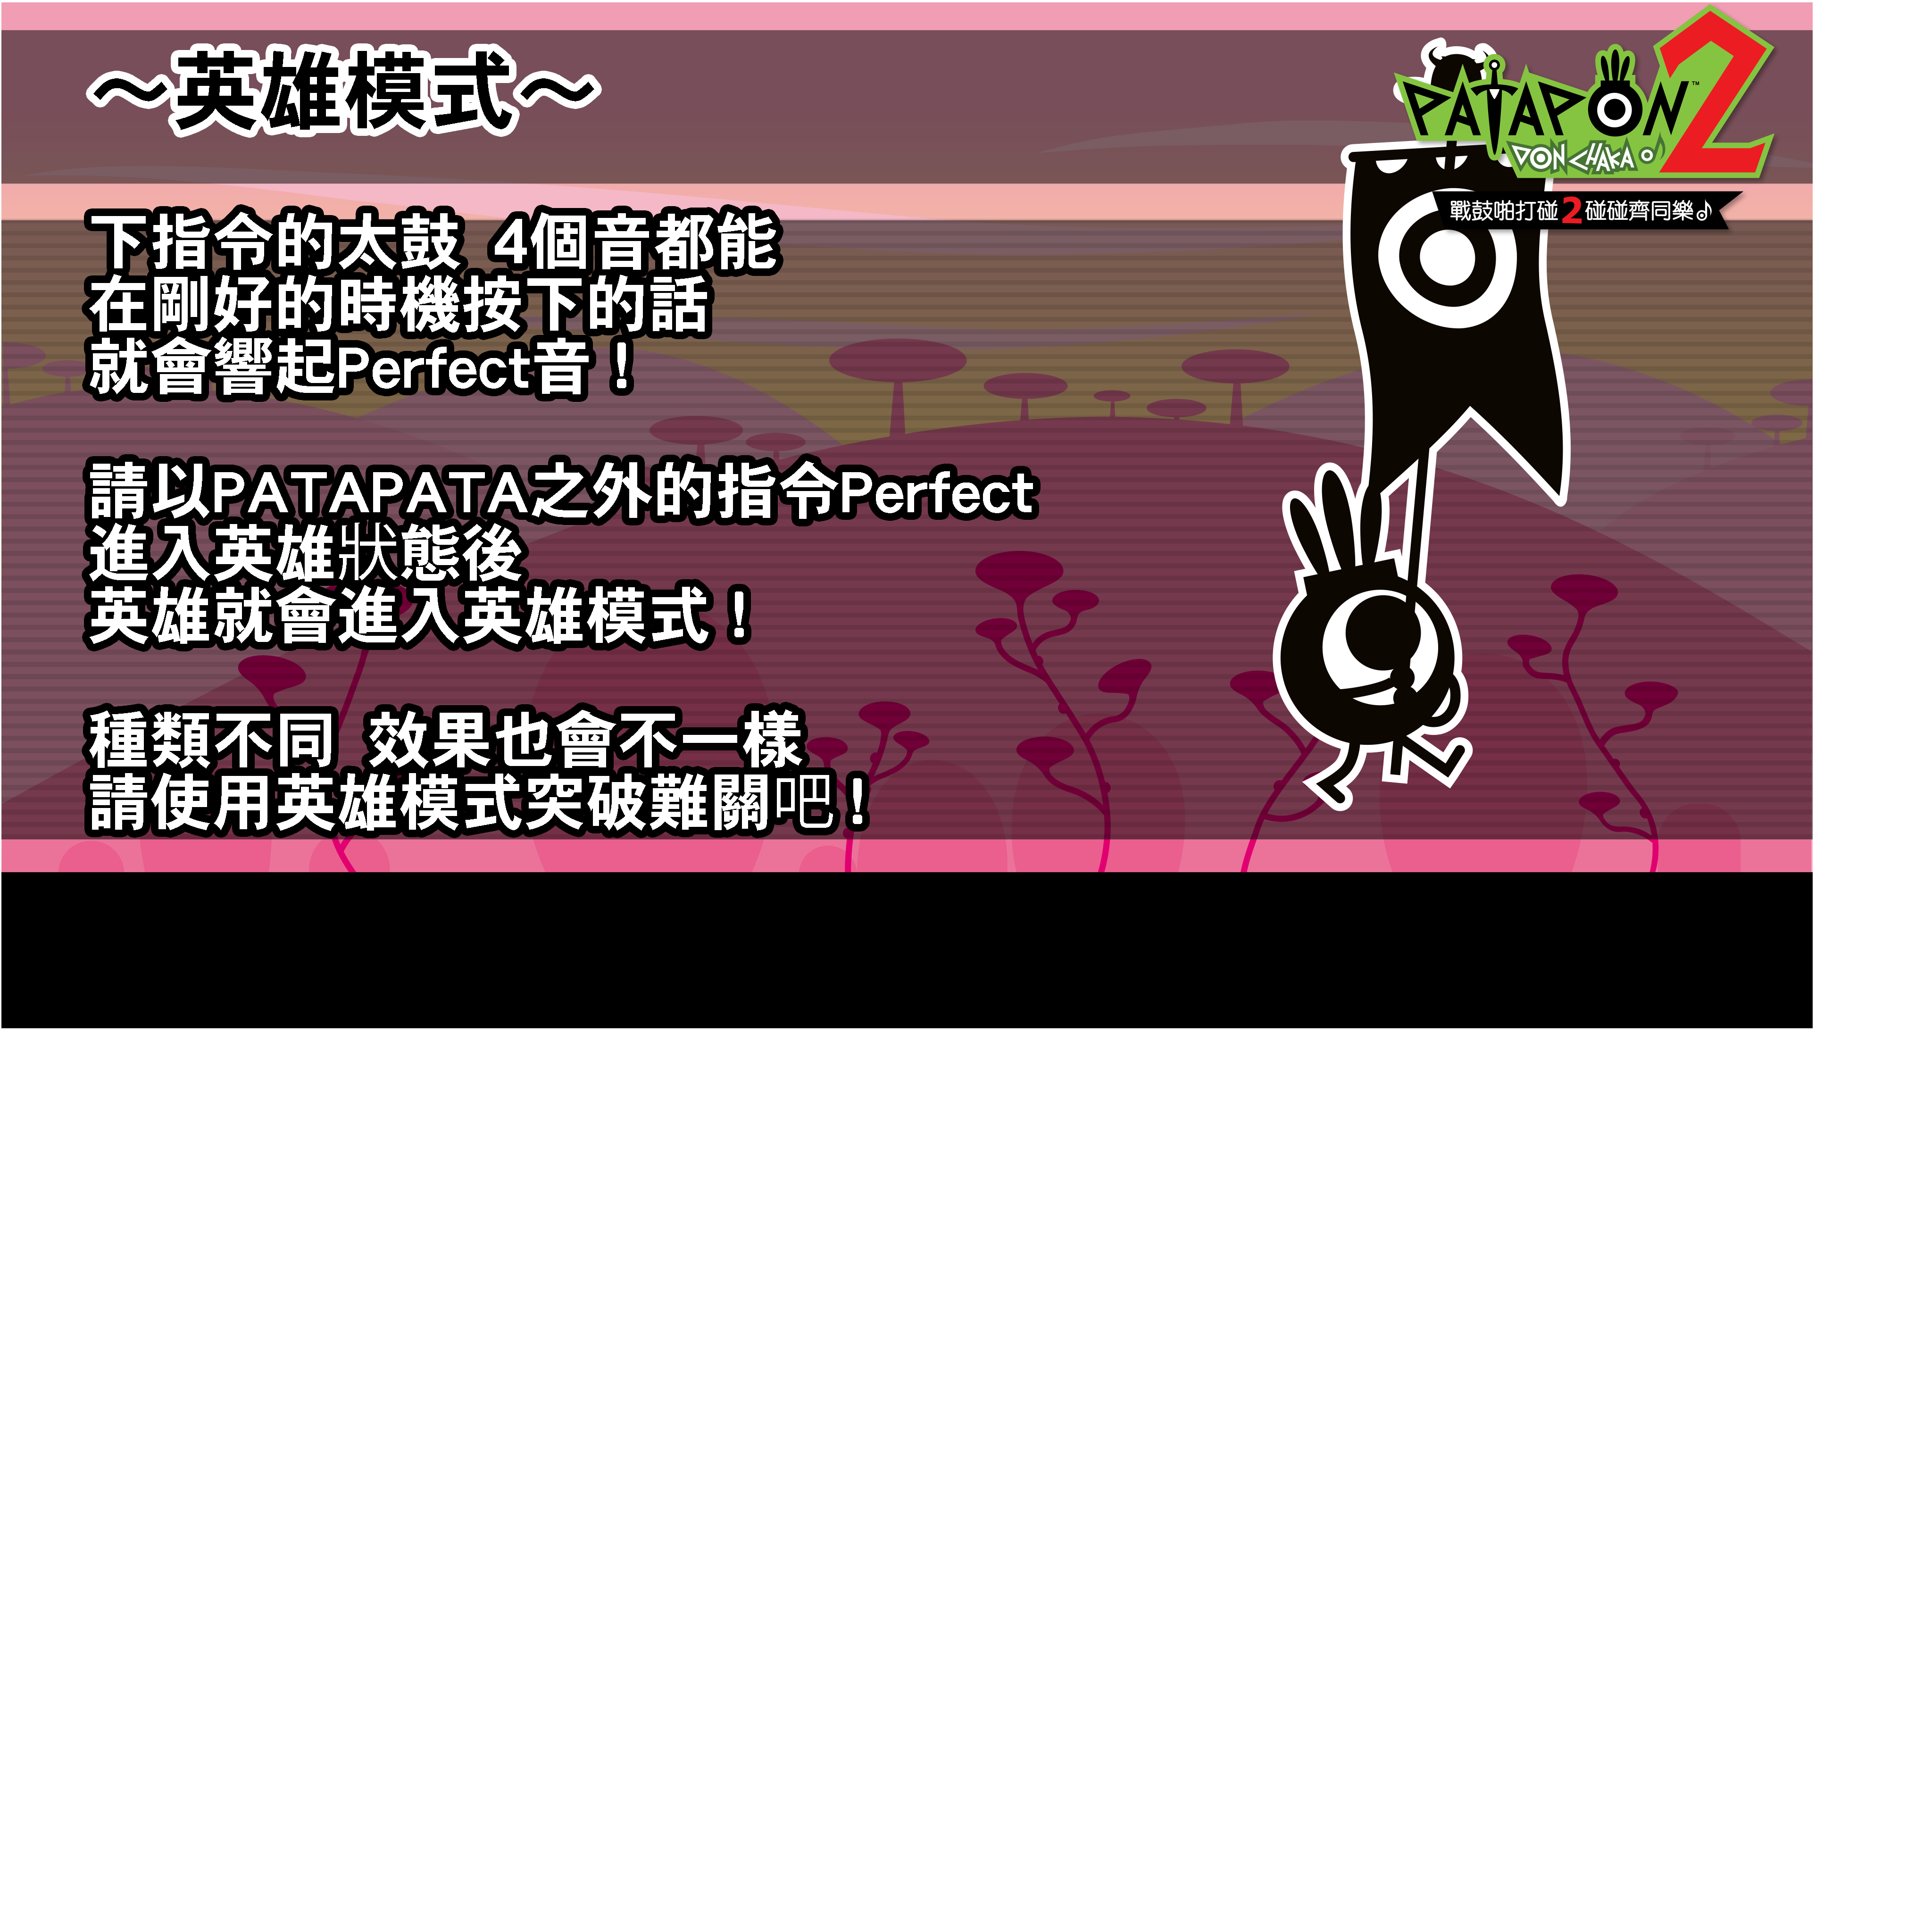 ～英雄模式～
PATAPON™2
DON CHAKA♪
戰鼓啪打碰2碰碰齊同樂♪
下指令的太鼓 4個音都能
在剛好的時機按下的話
就會響起Perfect音！
請以PATAPATA之外的指令Perfect
進入英雄狀態後
英雄就會進入英雄模式！
種類不同 效果也會不一樣
請使用英雄模式突破難關吧！